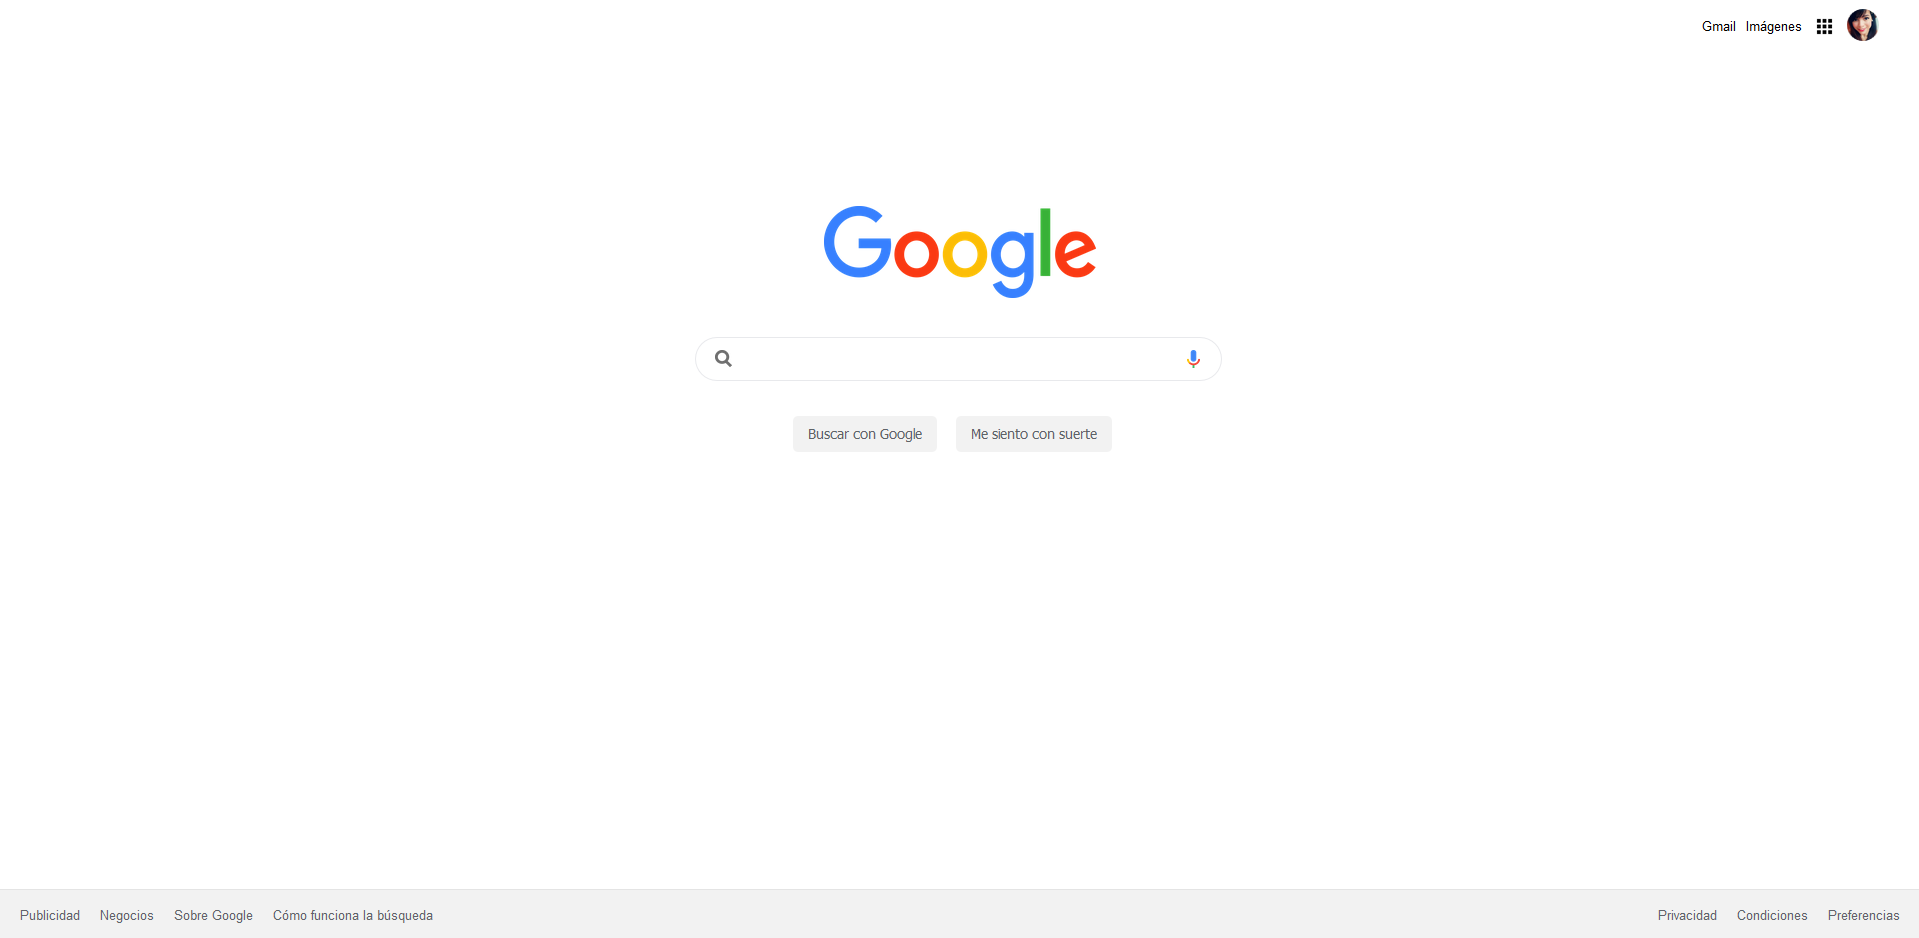 Gmail Imágenes
Google
Buscar con Google Me siento con suerte
Publicidad Negocios Sobre Google Cómo funciona la búsqueda Privacidad Condiciones Preferencias